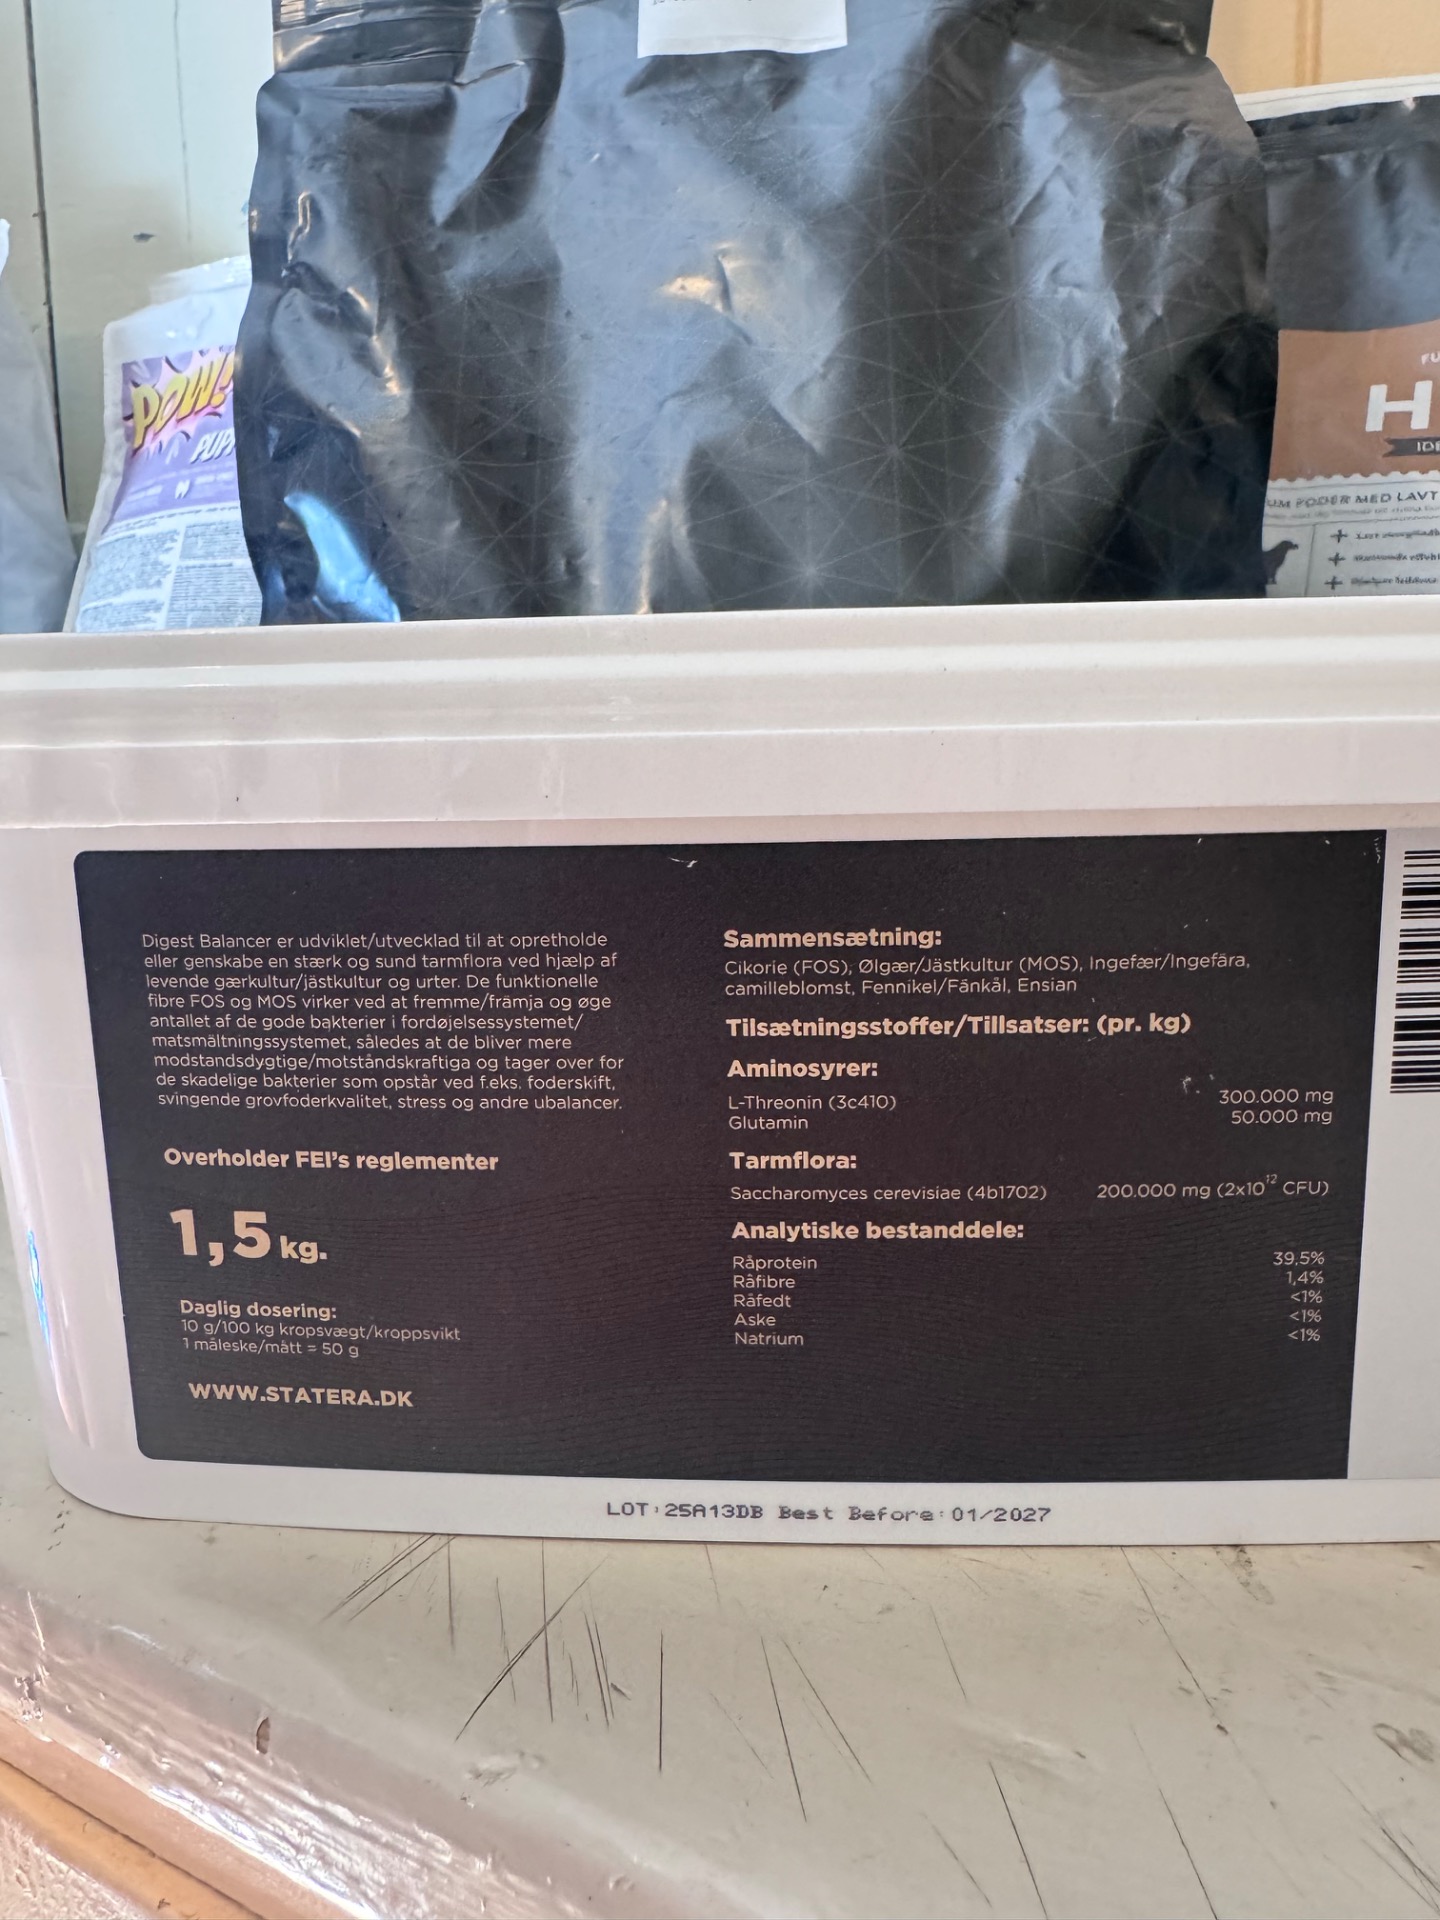 POW!
PUP
FU
H
IDE
UM FODER MED LAVT
Digest Balancer er udviklet/utvecklad til at opretholde
eller genskabe en stærk og sund tarmflora ved hjælp af
levende gærkultur/jästkultur og urter. De funktionelle
fibre FOS og MOS virker ved at fremme/främja og øge
antallet af de gode bakterier i fordøjelsessystemet/
matsmältningssystemet, således at de bliver mere
modstandsdygtige/motståndskraftiga og tager over for
de skadelige bakterier som opstår ved f.eks. foderskift,
svingende grovfoderkvalitet, stress og andre ubalancer.
Overholder FEI's reglementer
1,5 kg.
Daglig dosering:
10 g/100 kg kropsvægt/kroppsvikt
1 måleske/mått = 50 g
WWW.STATERA.DK
Sammensætning:
Cikorie (FOS), Ølgær/Jästkultur (MOS), Ingefær/Ingefära,
camilleblomst, Fennikel/Fänkål, Ensian
Tilsætningsstoffer/Tillsatser: (pr. kg)
Aminosyrer:
L-Threonin (3c410) 300.000 mg
Glutamin 50.000 mg
Tarmflora:
Saccharomyces cerevisiae (4b1702) 200.000 mg (2x10¹² CFU)
Analytiske bestanddele:
Råprotein 39,5%
Råfibre 1,4%
Råfedt <1%
Aske <1%
Natrium <1%
LOT:25A13DB Best Before:01/2027